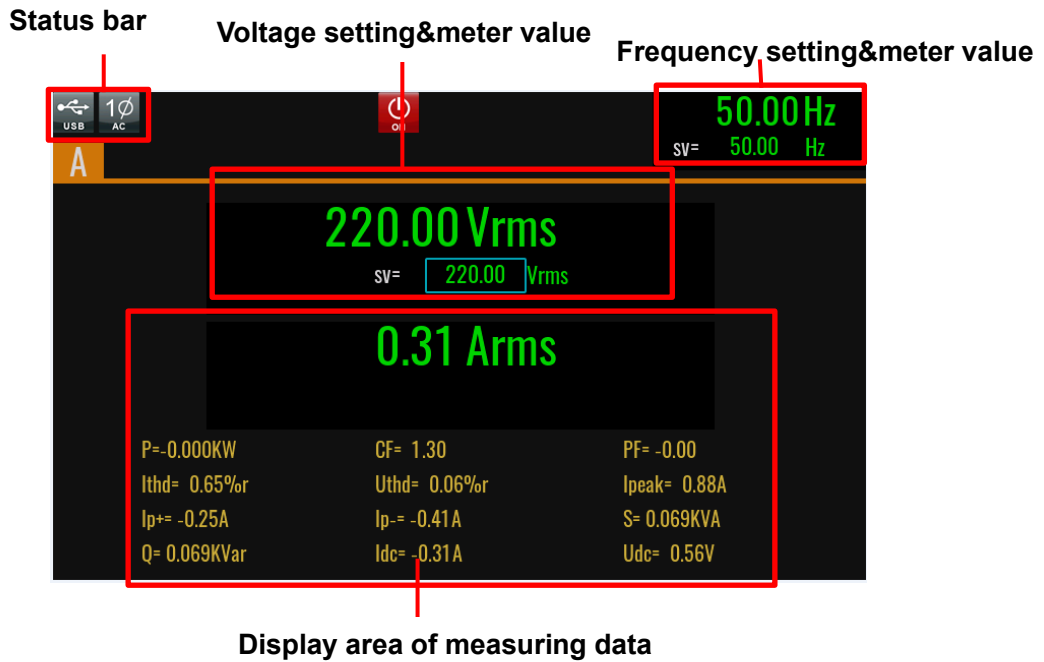 Status bar
Voltage setting&meter value
Frequency setting&meter value
USB
1Ø
AC
ON
50.00 Hz
sv= 50.00 Hz
A
220.00 Vrms
sv= 220.00 Vrms
0.31 Arms
P=-0.000KW CF= 1.30 PF= -0.00
Ithd= 0.65%r Uthd= 0.06%r Ipeak= 0.88A
Ip+= -0.25A Ip-= -0.41A S= 0.069KVA
Q= 0.069KVar Idc= -0.31A Udc= 0.56V
Display area of measuring data